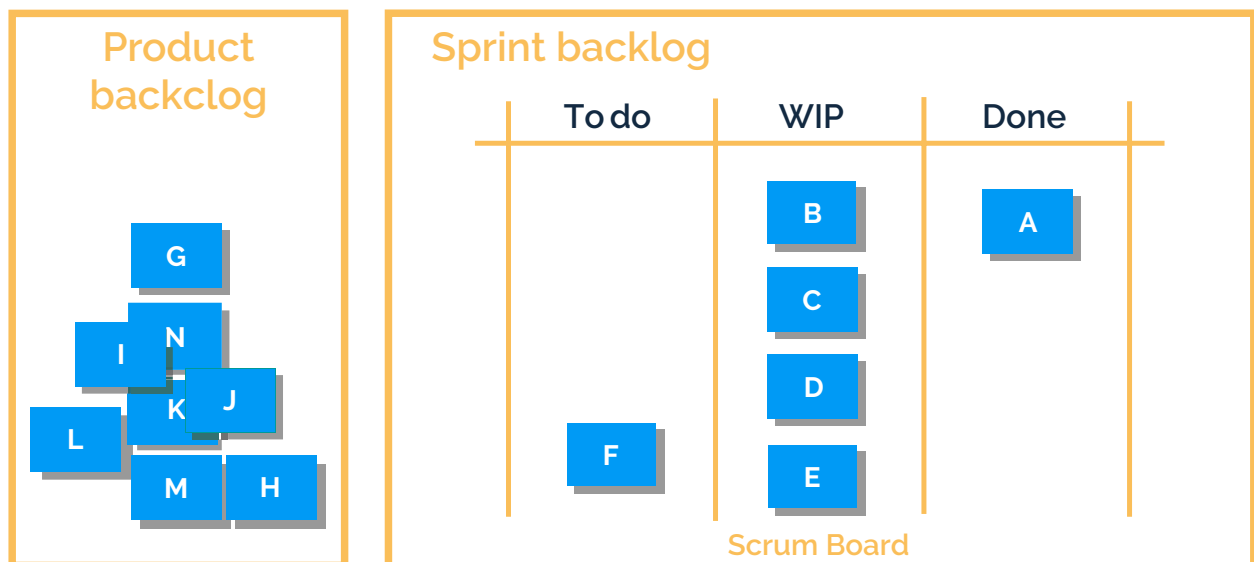 Product
backclog
G
N
I
J
K
L
M
H
Sprint backlog
To do
WIP
Done
B
A
C
D
F
E
Scrum Board